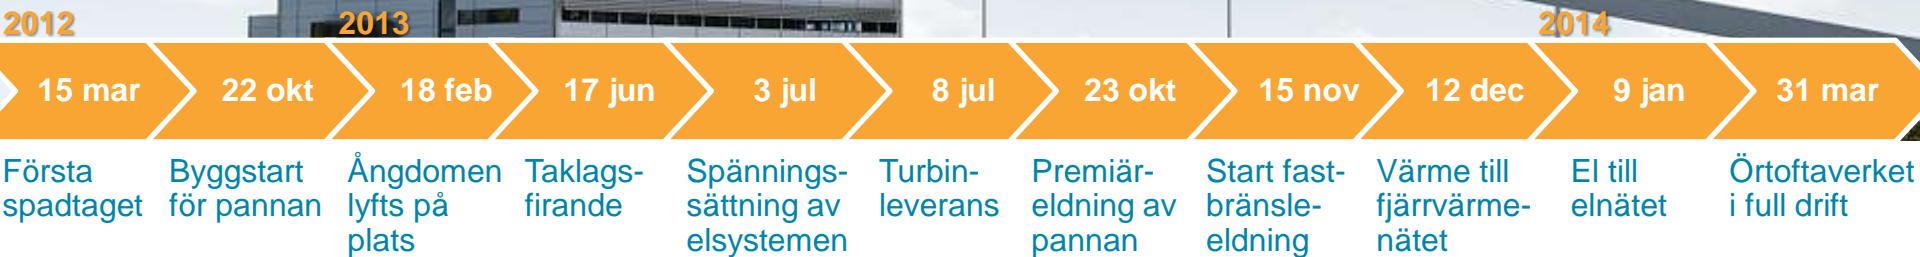 2012
2013
2014
15 mar
22 okt
18 feb
17 jun
3 jul
8 jul
23 okt
15 nov
12 dec
9 jan
31 mar
Första
spadtaget
Byggstart
för pannan
Ångdomen
lyfts på
plats
Taklags-
firande
Spännings-
sättning av
elsystemen
Turbin-
leverans
Premiär-
eldning av
pannan
Start fast-
bränsle-
eldning
Värme till
fjärrvärme-
nätet
El till
elnätet
Örtoftaverket
i full drift